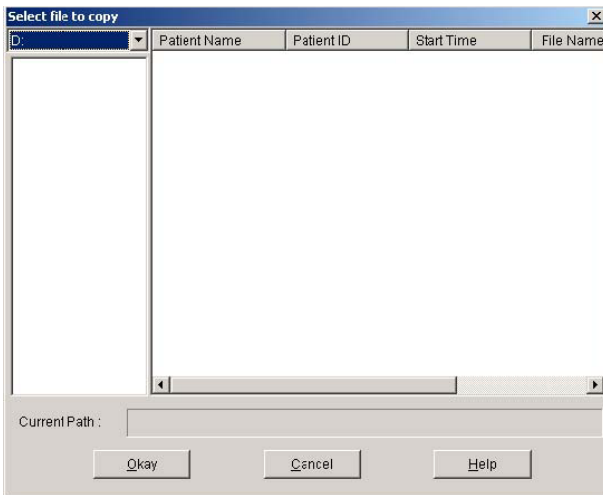 Select file to copy
D: Patient Name Patient ID Start Time File Name
Current Path :
Okay Cancel Help